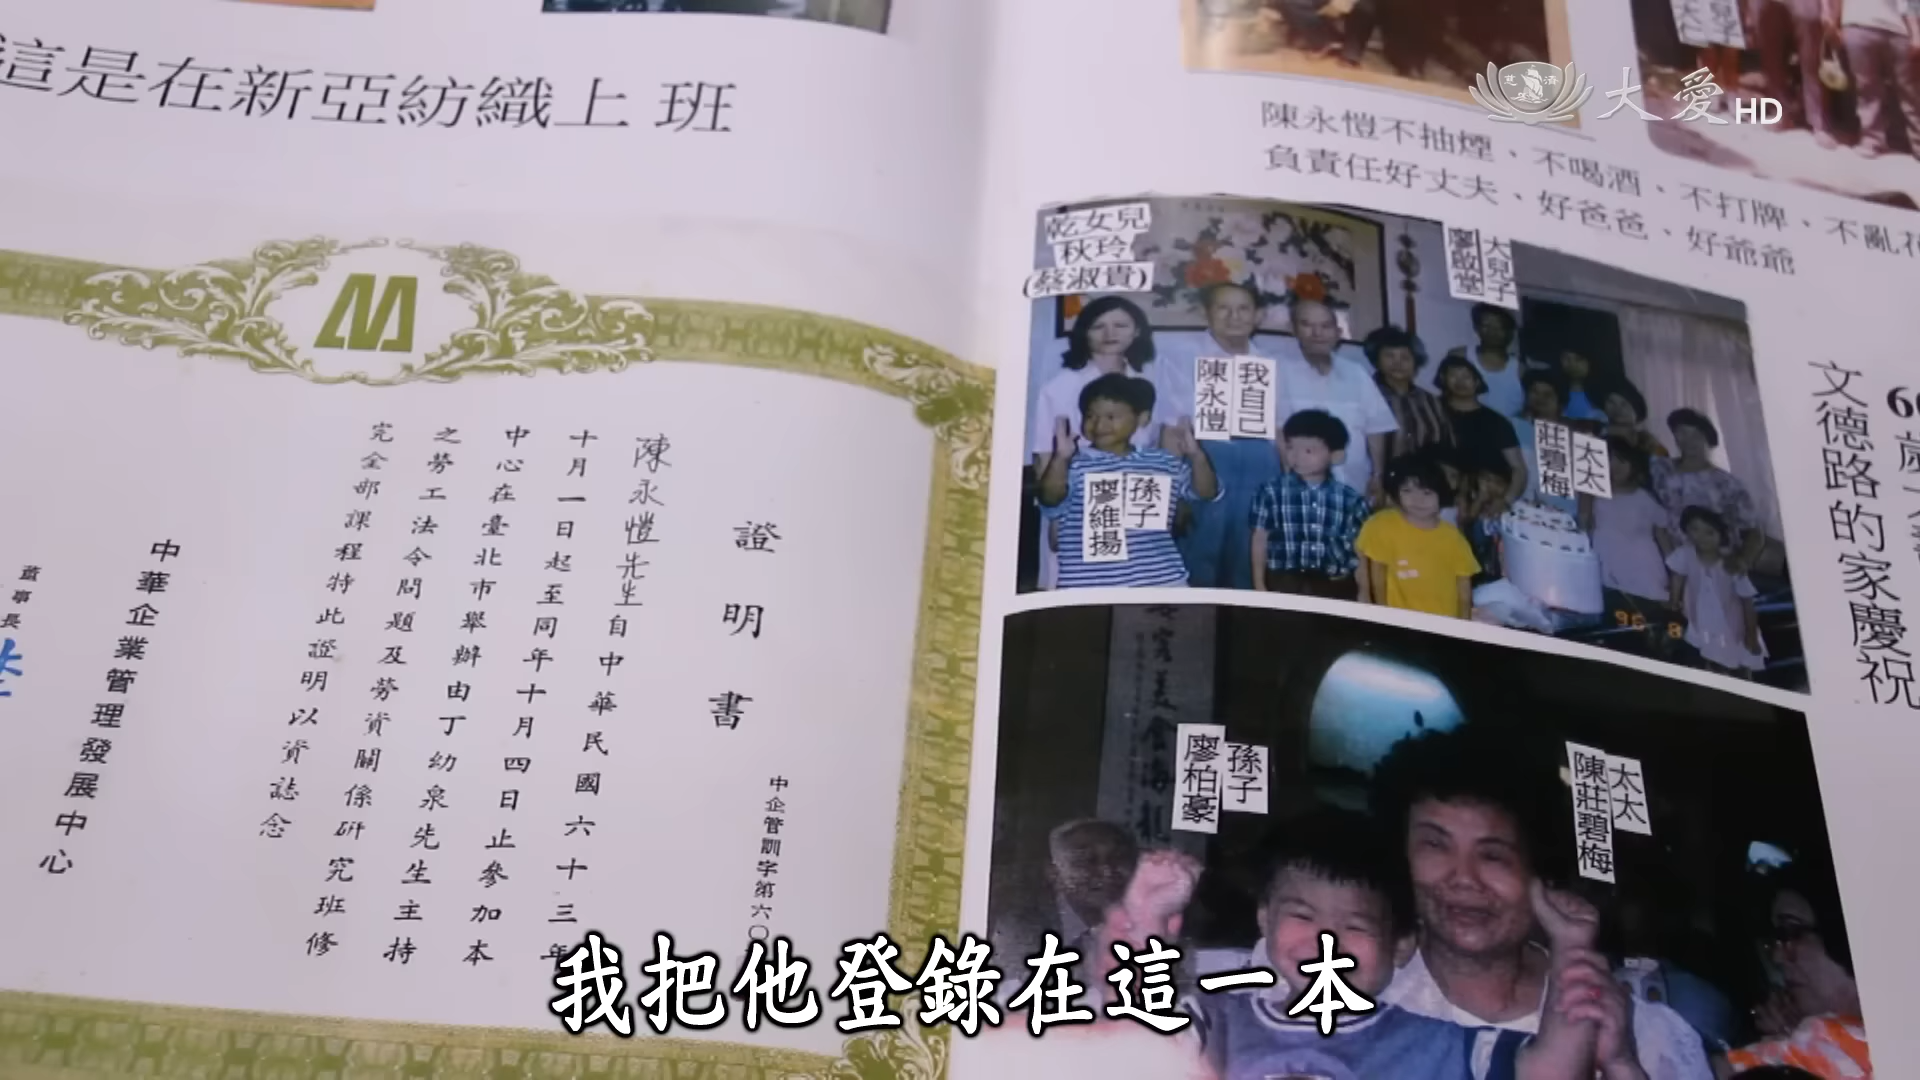 這是在新亞紡織上 班
證明書
中企管訓字第六〇
陳永愷先生自中華民國六十三年
十月一日起至同年十月四日止參加本
中心在臺北市舉辦由丁幼泉先生主持
之勞工法令問題及勞資關係研究班修
完全部課程特此證明以資誌念
中華企業管理發展中心
董事長
大愛HD
兒子
陳永愷不抽煙、不喝酒、不打牌、不亂花
負責任好丈夫、好爸爸、好爺爺
乾女兒
秋玲
(蔡淑貴)
大兒子
廖啟堂
我自己
陳永愷
太太
莊碧梅
孫子
廖維揚
90 8
文德路的家慶祝
孫子
廖柏豪
太太
陳莊碧梅
我把他登錄在這一本